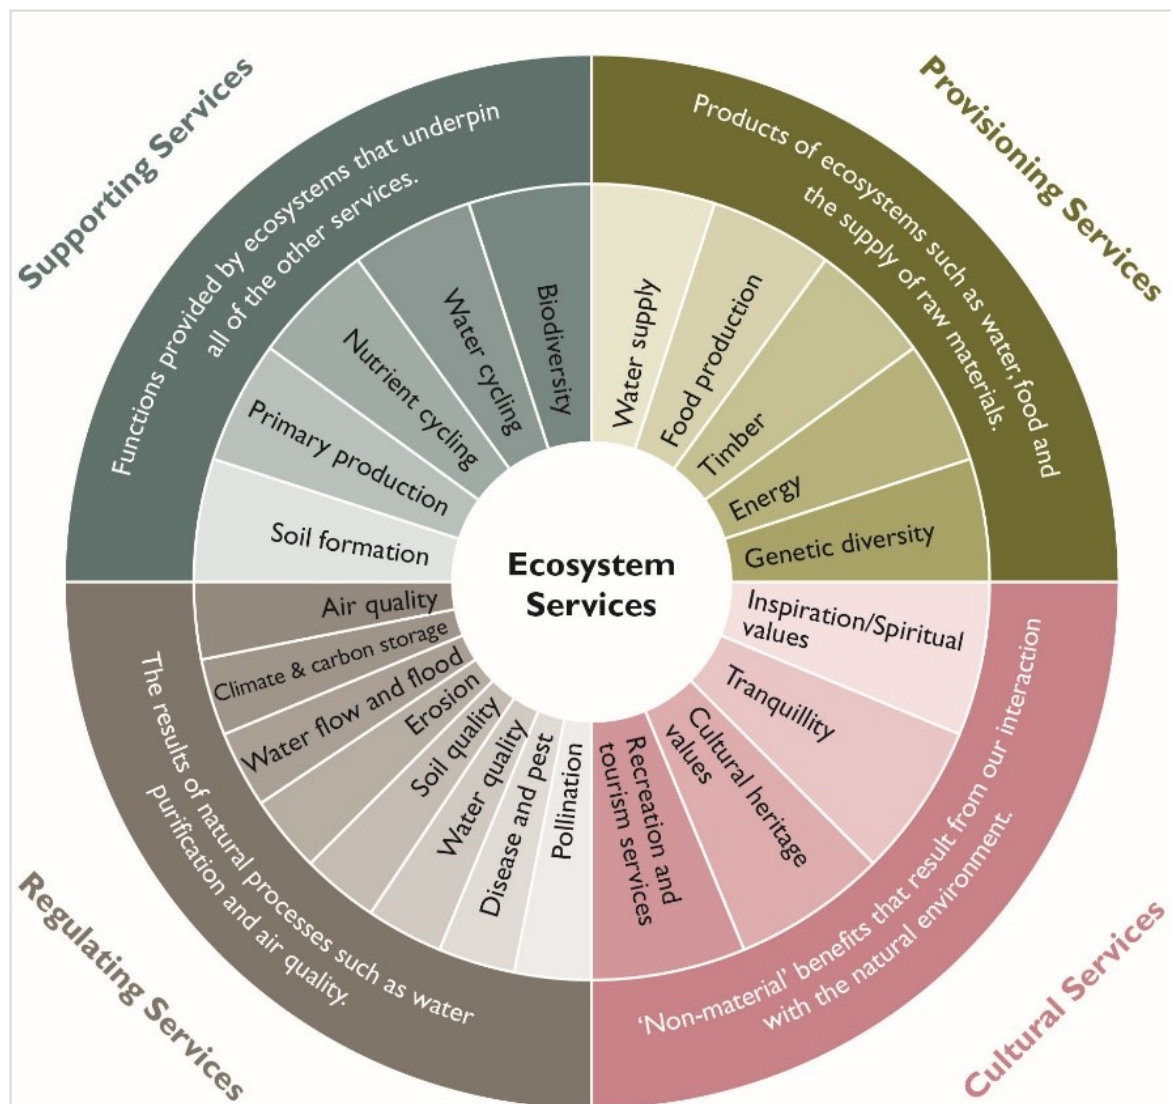 Supporting Services
Functions provided by ecosystems that underpin
all of the other services.
Biodiversity
Water cycling
Nutrient cycling
Primary production
Soil formation
Provisioning Services
Products of ecosystems such as water, food and
the supply of raw materials.
Water supply
Food production
Timber
Energy
Genetic diversity
Ecosystem
Services
Regulating Services
The results of natural processes such as water
purification and air quality.
Air quality
Climate & carbon storage
Water flow and flood
Erosion
Soil quality
Water quality
Disease and pest
Pollination
Cultural Services
‘Non-material’ benefits that result from our interaction
with the natural environment.
Inspiration/Spiritual
values
Tranquillity
Cultural heritage
values
Recreation and
tourism services